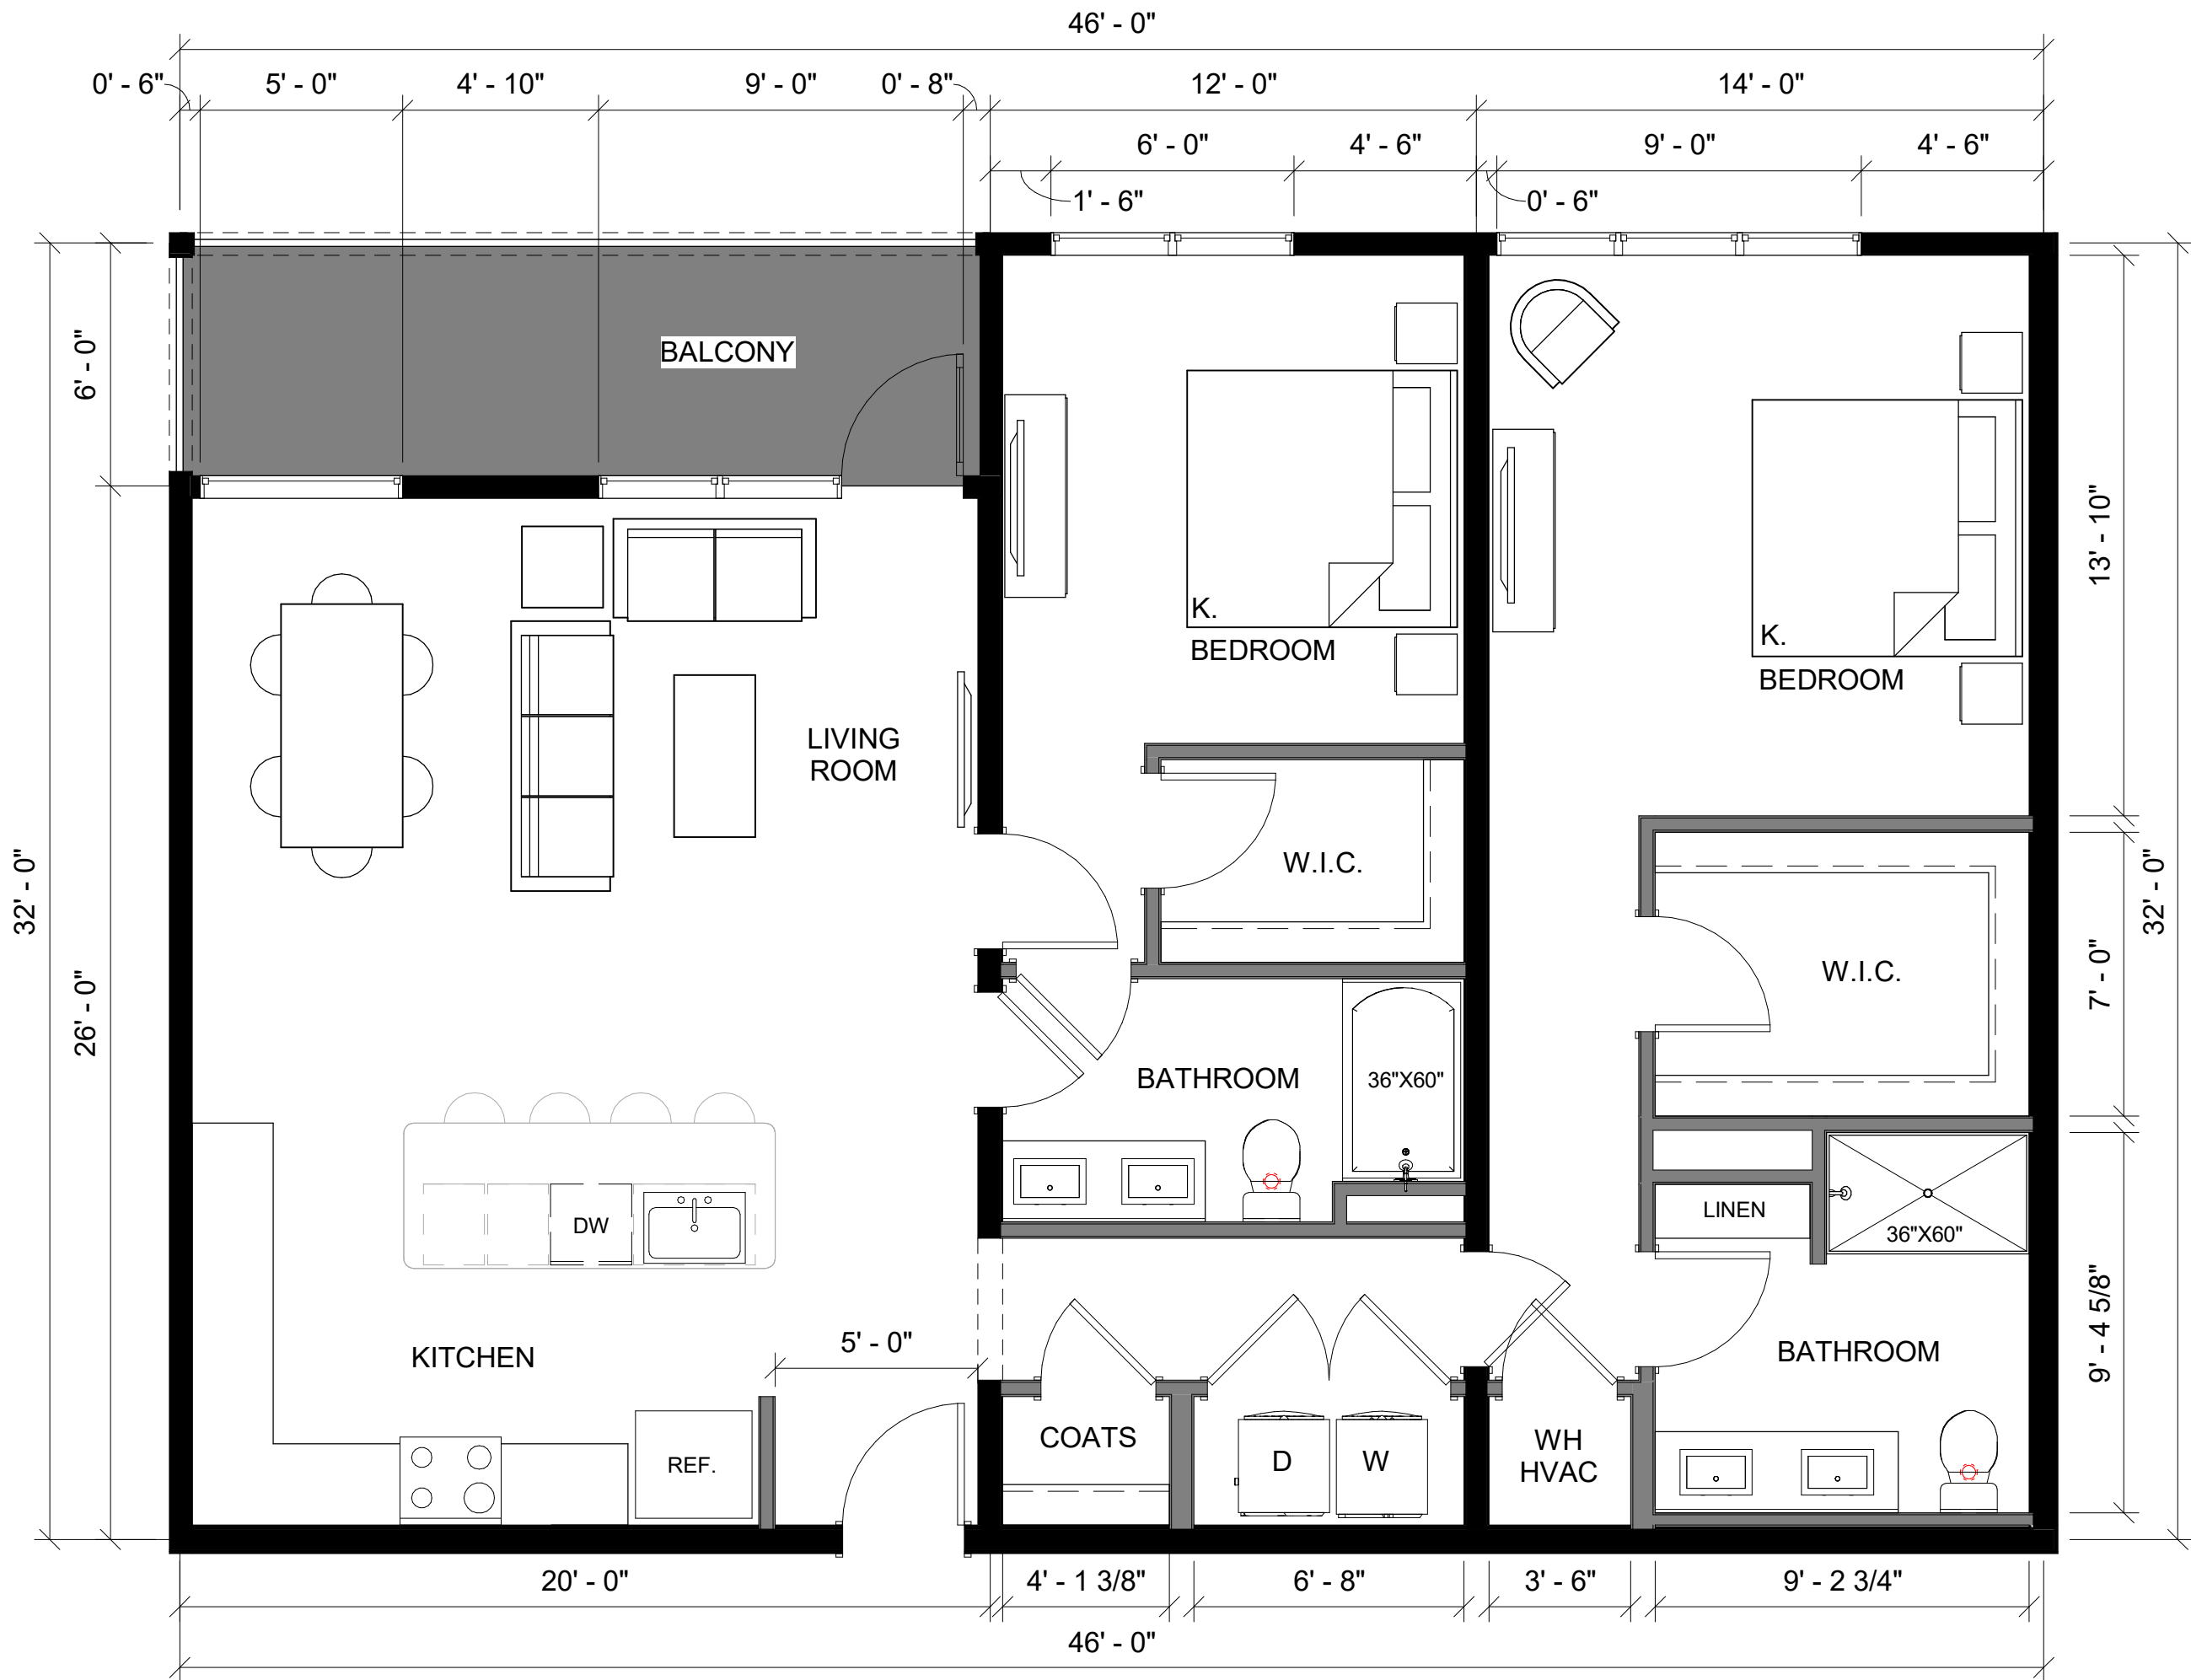 46' - 0"
0' - 6"
5' - 0"
4' - 10"
9' - 0"
0' - 8"
12' - 0"
14' - 0"
6' - 0"
4' - 6"
9' - 0"
4' - 6"
1' - 6"
0' - 6"
BALCONY
6' - 0"
13' - 10"
K.
BEDROOM
K.
BEDROOM
LIVING
ROOM
W.I.C.
32' - 0"
32' - 0"
26' - 0"
W.I.C.
7' - 0"
BATHROOM
36"X60"
LINEN
DW
36"X60"
9' - 4 5/8"
5' - 0"
KITCHEN
BATHROOM
COATS
D
W
WH
HVAC
REF.
20' - 0"
4' - 1 3/8"
6' - 8"
3' - 6"
9' - 2 3/4"
46' - 0"